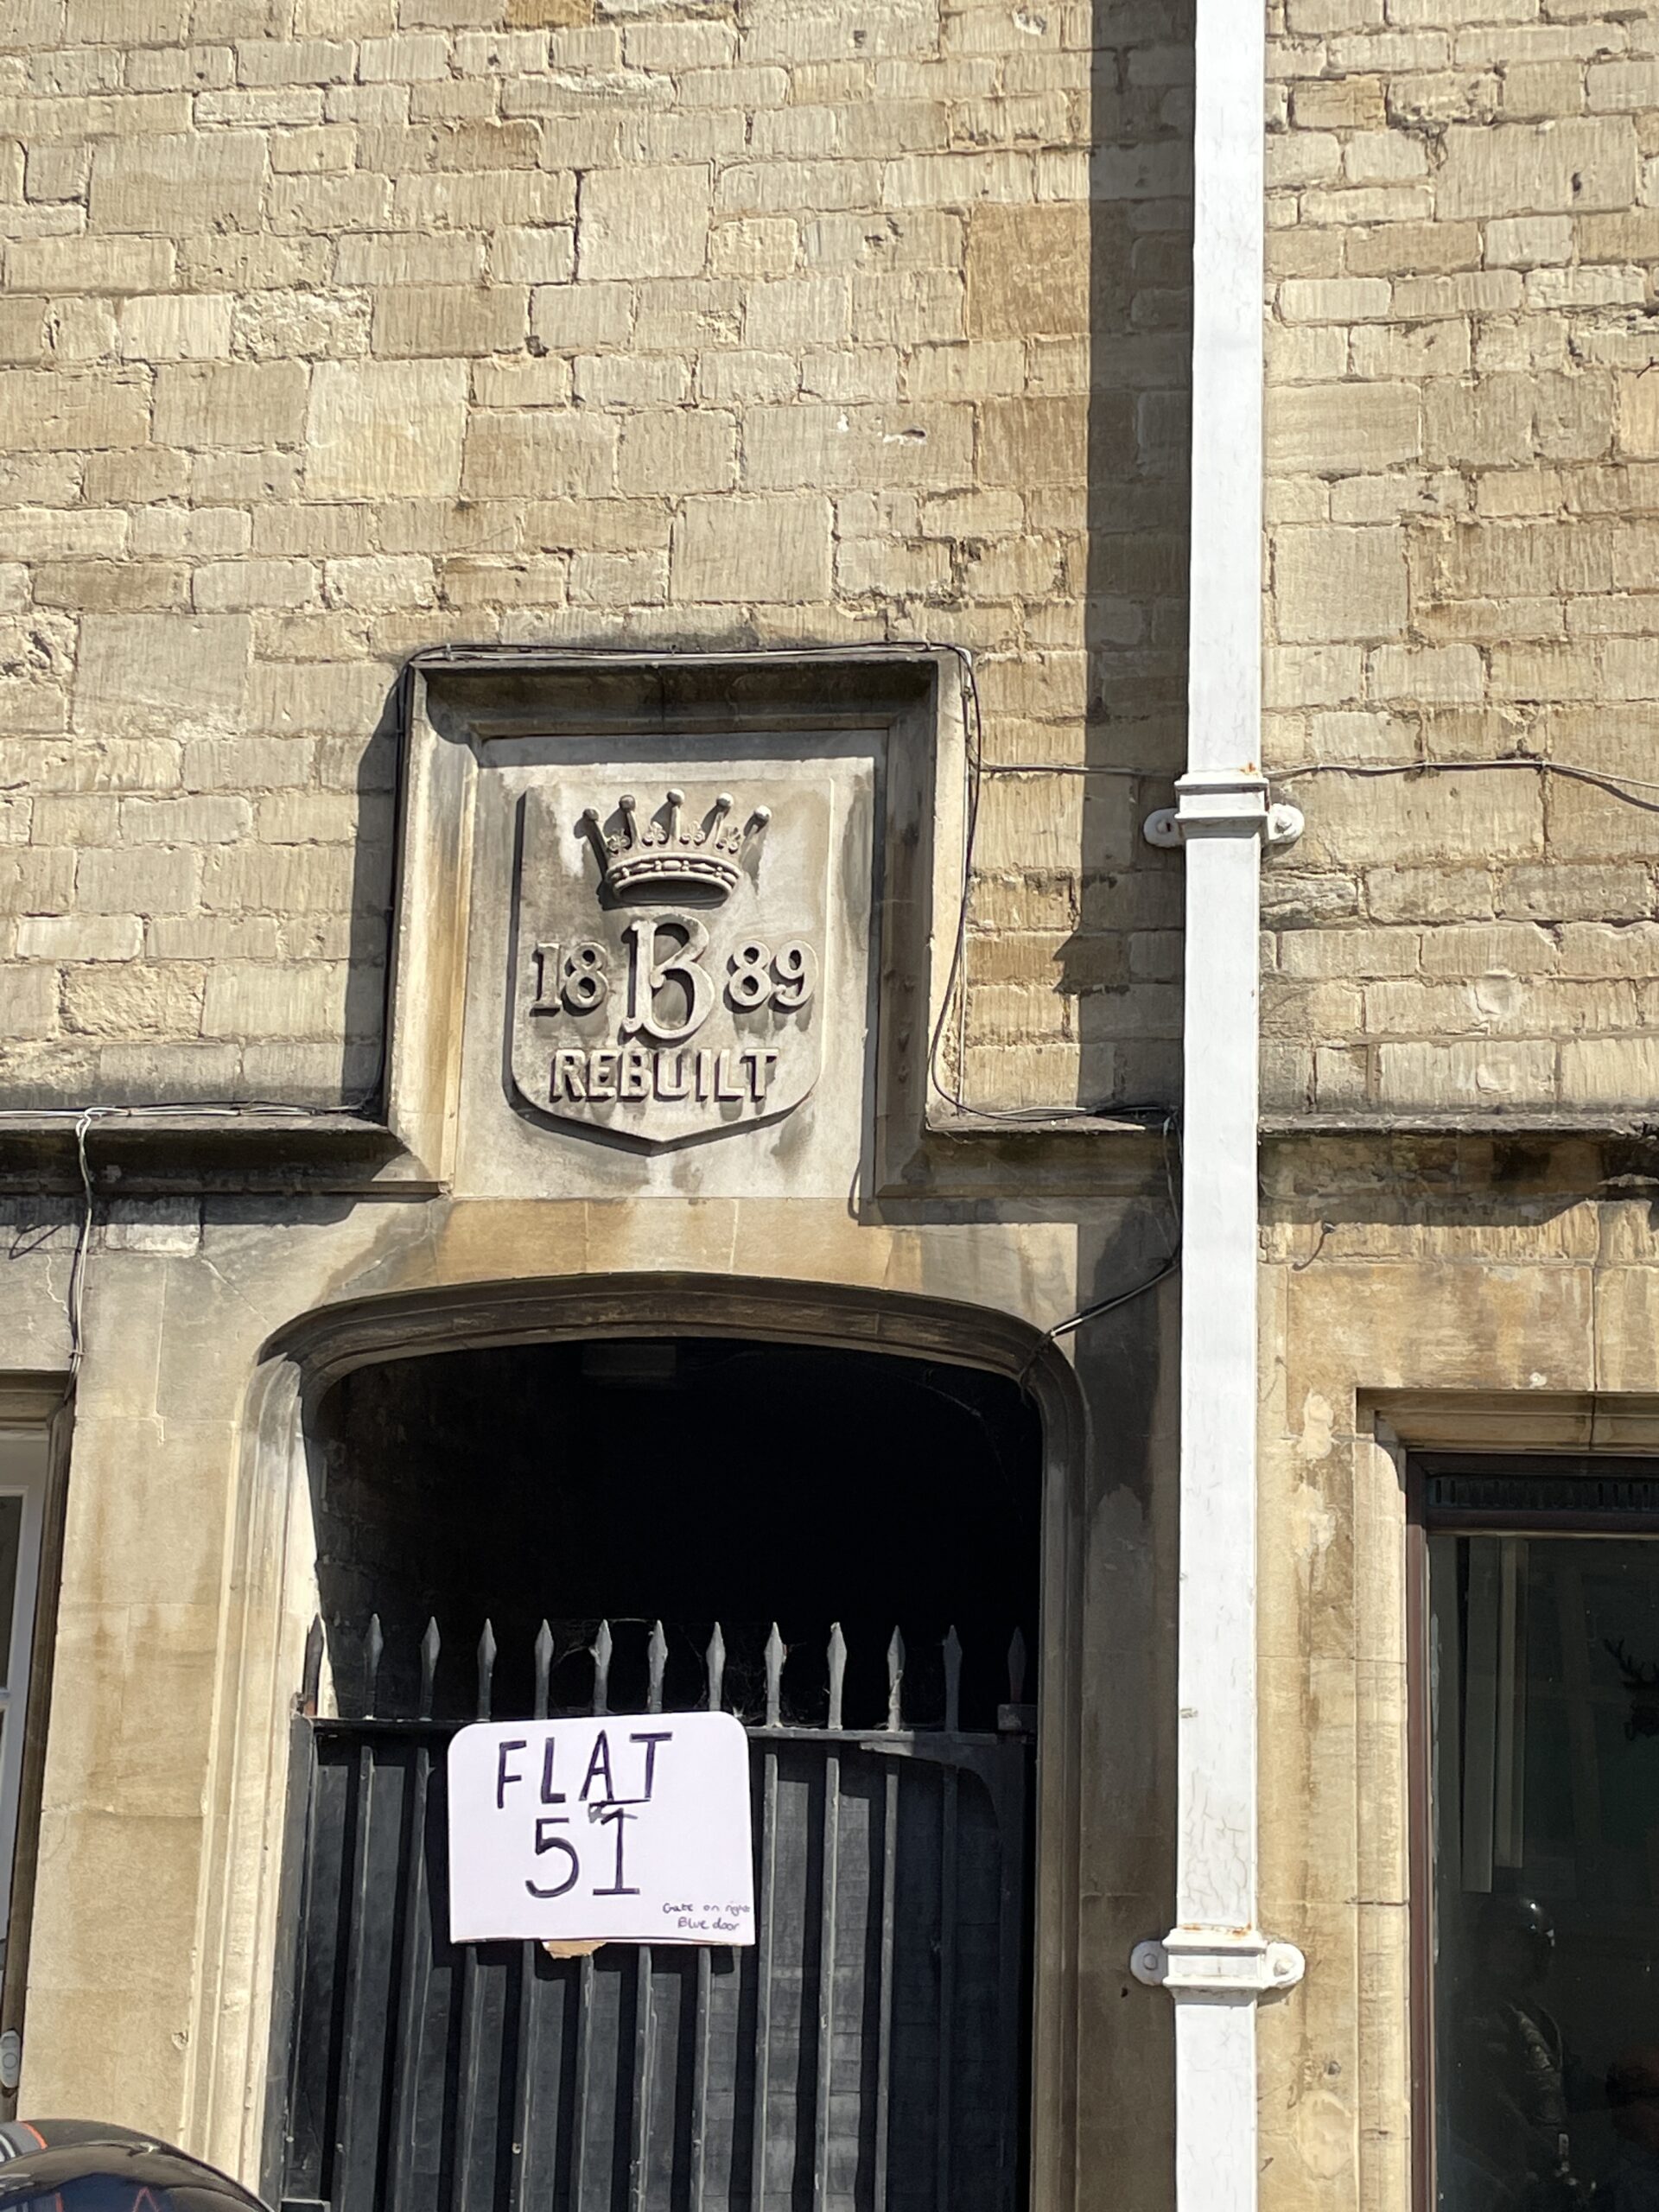 18 B 89
REBUILT
FLAT
51
Gate on right
Blue door